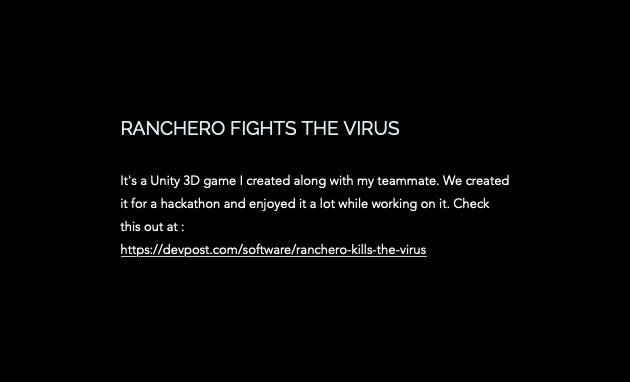 RANCHERO FIGHTS THE VIRUS
It's a Unity 3D game I created along with my teammate. We created
it for a hackathon and enjoyed it a lot while working on it. Check
this out at :
https://devpost.com/software/ranchero-kills-the-virus